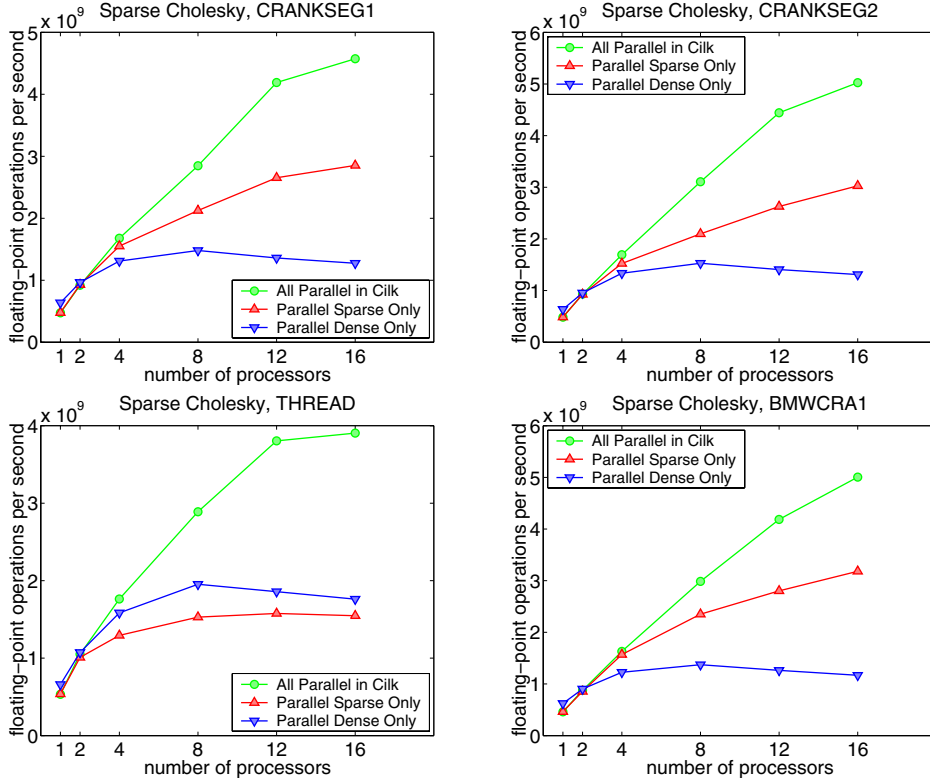 Sparse Cholesky, CRANKSEG1
x 10^9
floating-point operations per second
5
4
3
2
1
0
All Parallel in Cilk
Parallel Sparse Only
Parallel Dense Only
1 2 4 8 12 16
number of processors
Sparse Cholesky, CRANKSEG2
x 10^9
floating-point operations per second
6
5
4
3
2
1
0
All Parallel in Cilk
Parallel Sparse Only
Parallel Dense Only
1 2 4 8 12 16
number of processors
Sparse Cholesky, THREAD
x 10^9
floating-point operations per second
4
3
2
1
0
All Parallel in Cilk
Parallel Sparse Only
Parallel Dense Only
1 2 4 8 12 16
number of processors
Sparse Cholesky, BMWCRA1
x 10^9
floating-point operations per second
6
5
4
3
2
1
0
All Parallel in Cilk
Parallel Sparse Only
Parallel Dense Only
1 2 4 8 12 16
number of processors